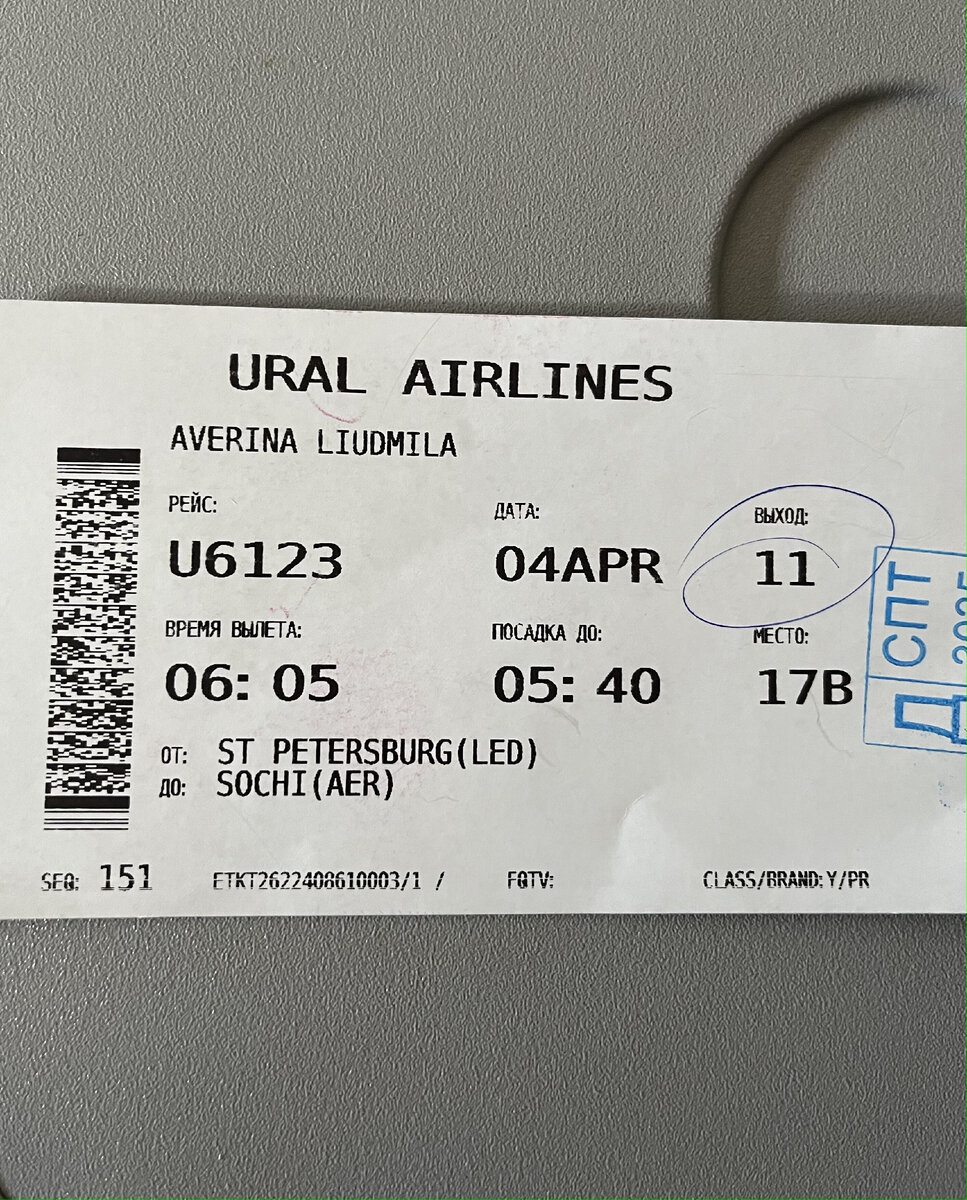 URAL AIRLINES
AVERINA LIUDMILA
РЕЙС: ДАТА: ВЫХОД:
U6123 04APR 11
ВРЕМЯ ВЫЛЕТА: ПОСАДКА ДО: МЕСТО:
06: 05 05: 40 17B
ОТ: ST PETERSBURG(LED)
ДО: SOCHI(AER)
SEQ: 151 ETKT2622408610003/1 / FQTV: CLASS/BRAND:Y/PR
СПТ
Д